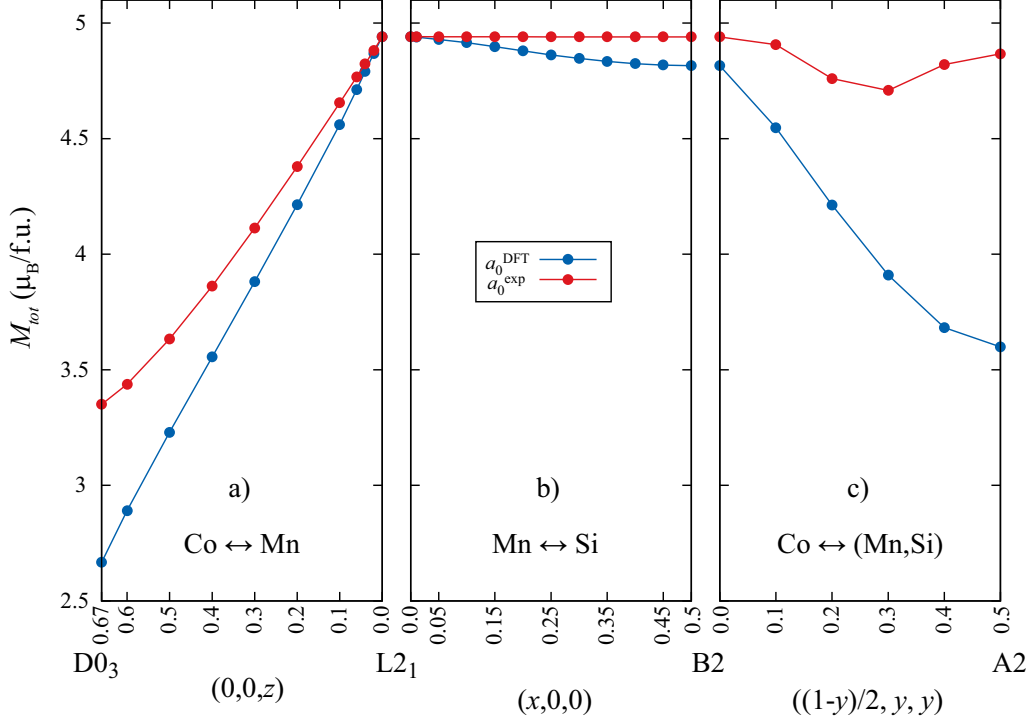 5
4.5
4
3.5
3
2.5
M_tot (μ_B/f.u.)
a_0^DFT
a_0^exp
a)
b)
c)
Co ↔ Mn
Mn ↔ Si
Co ↔ (Mn,Si)
0.67 0.6 0.5 0.4 0.3 0.2 0.1 0.0
0.0 0.05 0.15 0.25 0.35 0.45 0.5
0.0 0.1 0.2 0.3 0.4 0.5
D0₃ L2₁ B2 A2
(0,0,z)
(x,0,0)
((1-y)/2, y, y)